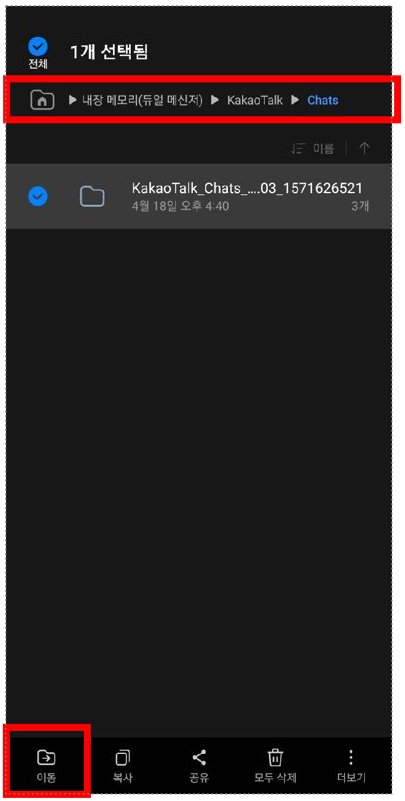 전체 1개 선택됨
▶ 내장 메모리(듀얼 메신저) ▶ KakaoTalk ▶ Chats
이름
KakaoTalk_Chats_....03_1571626521
4월 18일 오후 4:40 3개
이동 복사 공유 모두 삭제 더보기